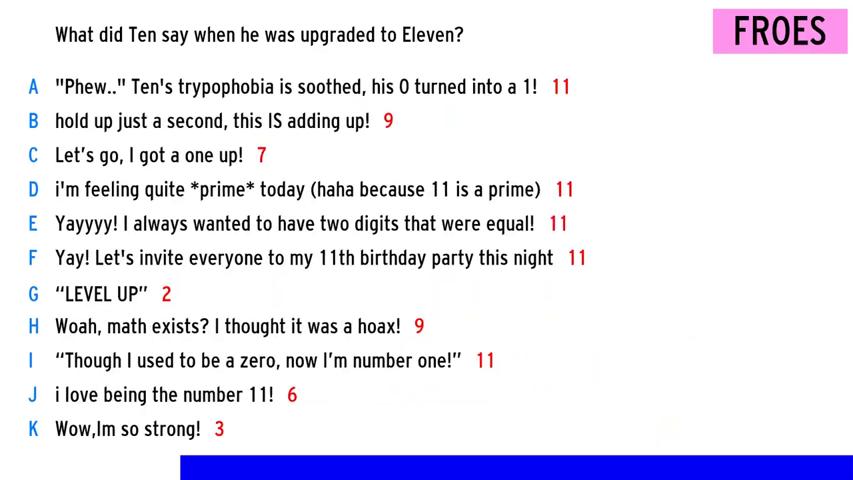 What did Ten say when he was upgraded to Eleven?
FROES
A "Phew.." Ten's trypophobia is soothed, his 0 turned into a 1! 11
B hold up just a second, this IS adding up! 9
C Let's go, I got a one up! 7
D i'm feeling quite *prime* today (haha because 11 is a prime) 11
E Yayyyy! I always wanted to have two digits that were equal! 11
F Yay! Let's invite everyone to my 11th birthday party this night 11
G “LEVEL UP” 2
H Woah, math exists? I thought it was a hoax! 9
I “Though I used to be a zero, now I'm number one!” 11
J i love being the number 11! 6
K Wow,Im so strong! 3